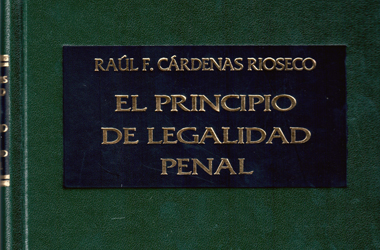 RAÚL F. CÁRDENAS RIOSECO
EL PRINCIPIO
DE LEGALIDAD
PENAL